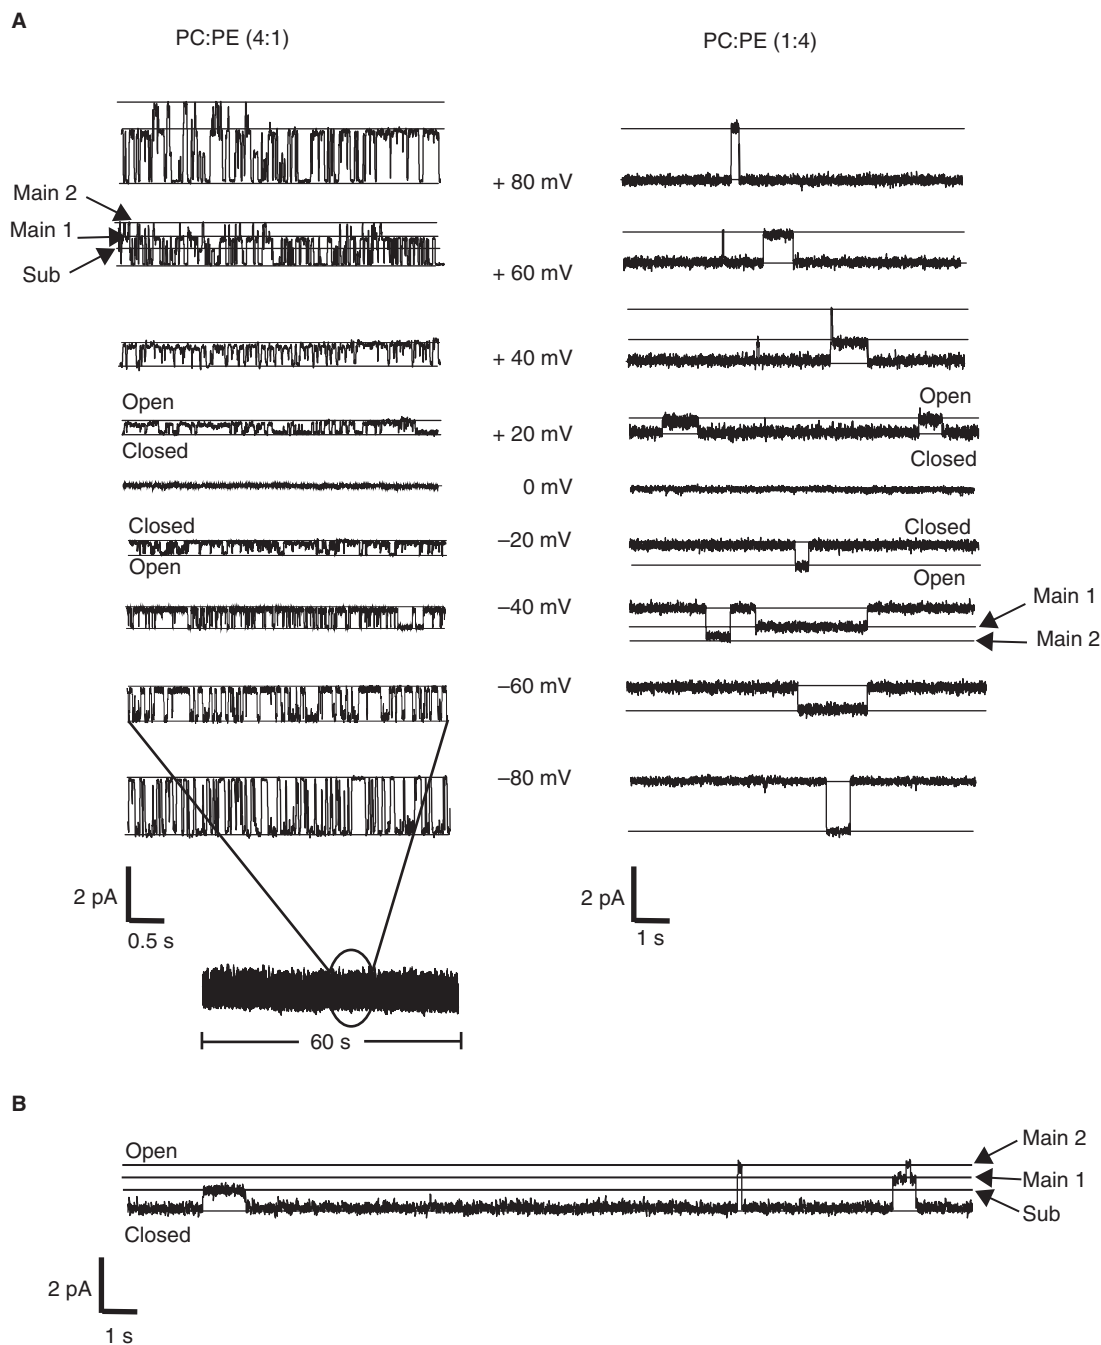 A
PC:PE (4:1)
PC:PE (1:4)
+ 80 mV
Main 2
Main 1
Sub
+ 60 mV
+ 40 mV
Open
Closed
+ 20 mV
Open
Closed
0 mV
Closed
Open
–20 mV
Closed
Open
–40 mV
Main 1
Main 2
–60 mV
–80 mV
2 pA
0.5 s
2 pA
1 s
60 s
B
Open
Closed
Main 2
Main 1
Sub
2 pA
1 s